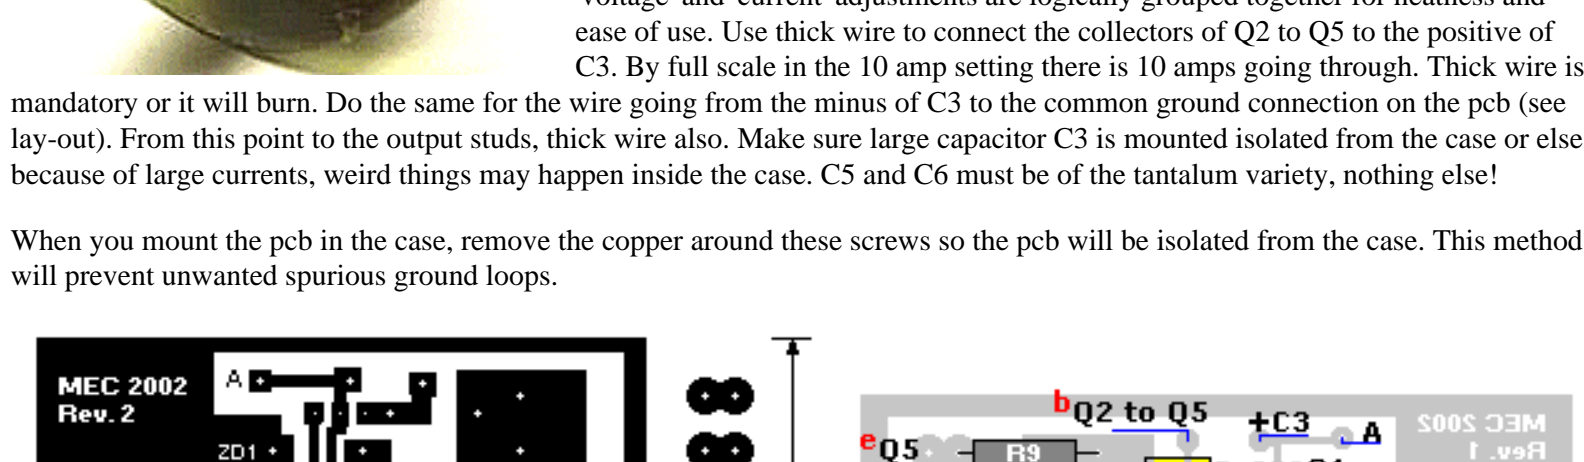 voltage' and 'current' adjustments are logically grouped together for neatness and
ease of use. Use thick wire to connect the collectors of Q2 to Q5 to the positive of
C3. By full scale in the 10 amp setting there is 10 amps going through. Thick wire is
mandatory or it will burn. Do the same for the wire going from the minus of C3 to the common ground connection on the pcb (see
lay-out). From this point to the output studs, thick wire also. Make sure large capacitor C3 is mounted isolated from the case or else
because of large currents, weird things may happen inside the case. C5 and C6 must be of the tantalum variety, nothing else!
When you mount the pcb in the case, remove the copper around these screws so the pcb will be isolated from the case. This method
will prevent unwanted spurious ground loops.
MEC 2002
Rev. 2
A
ZD1
b Q2 to Q5
+C3
A
MEC 2002
Rev. 1
e Q5
R9